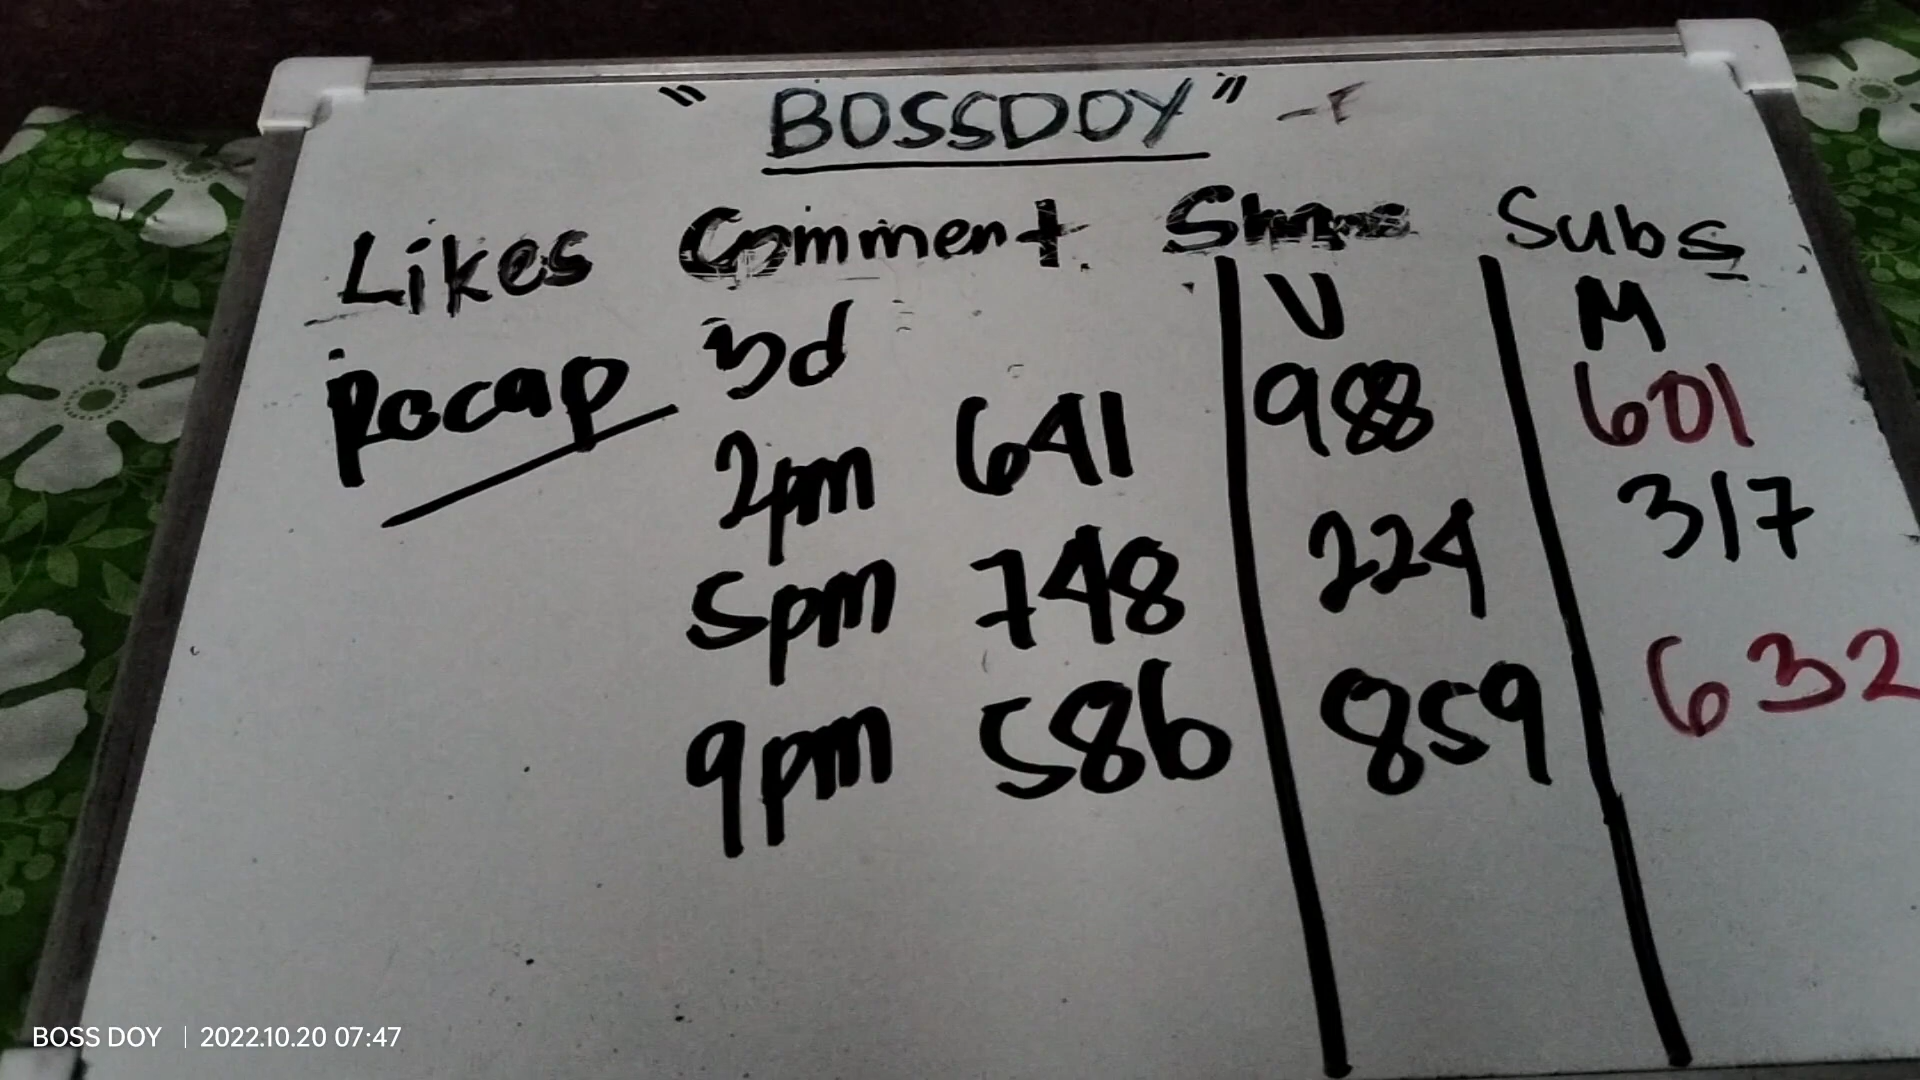 "BOSSDOY"
Likes Comment Share Subs
Recap 3d V M
2pm 641 988 601
5pm 748 224 317
9pm 586 859 632
BOSS DOY | 2022.10.20 07:47